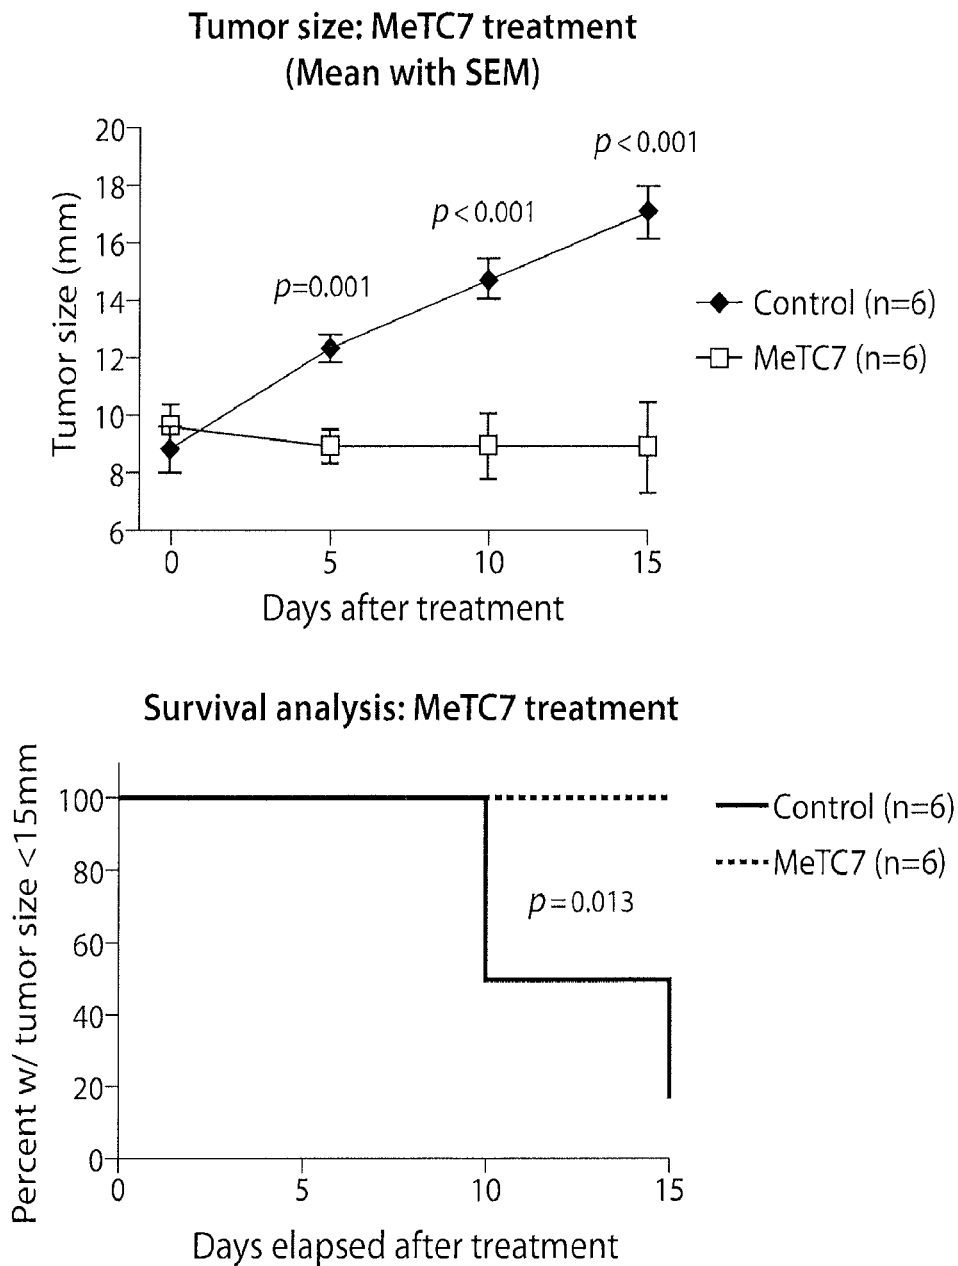 Tumor size: MeTC7 treatment
(Mean with SEM)
Tumor size (mm)
20
18
16
14
12
10
8
6
p<0.001
p<0.001
p=0.001
Control (n=6)
MeTC7 (n=6)
0 5 10 15
Days after treatment
Survival analysis: MeTC7 treatment
Percent w/ tumor size <15mm
100
80
60
40
20
0
Control (n=6)
MeTC7 (n=6)
p=0.013
0 5 10 15
Days elapsed after treatment